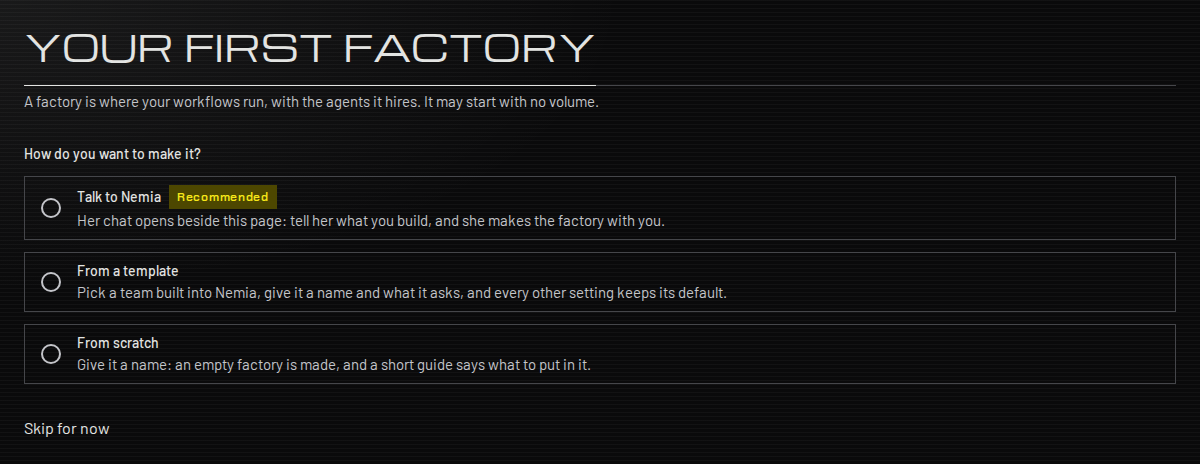 YOUR FIRST FACTORY
A factory is where your workflows run, with the agents it hires. It may start with no volume.
How do you want to make it?
Talk to Nemia Recommended
Her chat opens beside this page: tell her what you build, and she makes the factory with you.
From a template
Pick a team built into Nemia, give it a name and what it asks, and every other setting keeps its default.
From scratch
Give it a name: an empty factory is made, and a short guide says what to put in it.
Skip for now